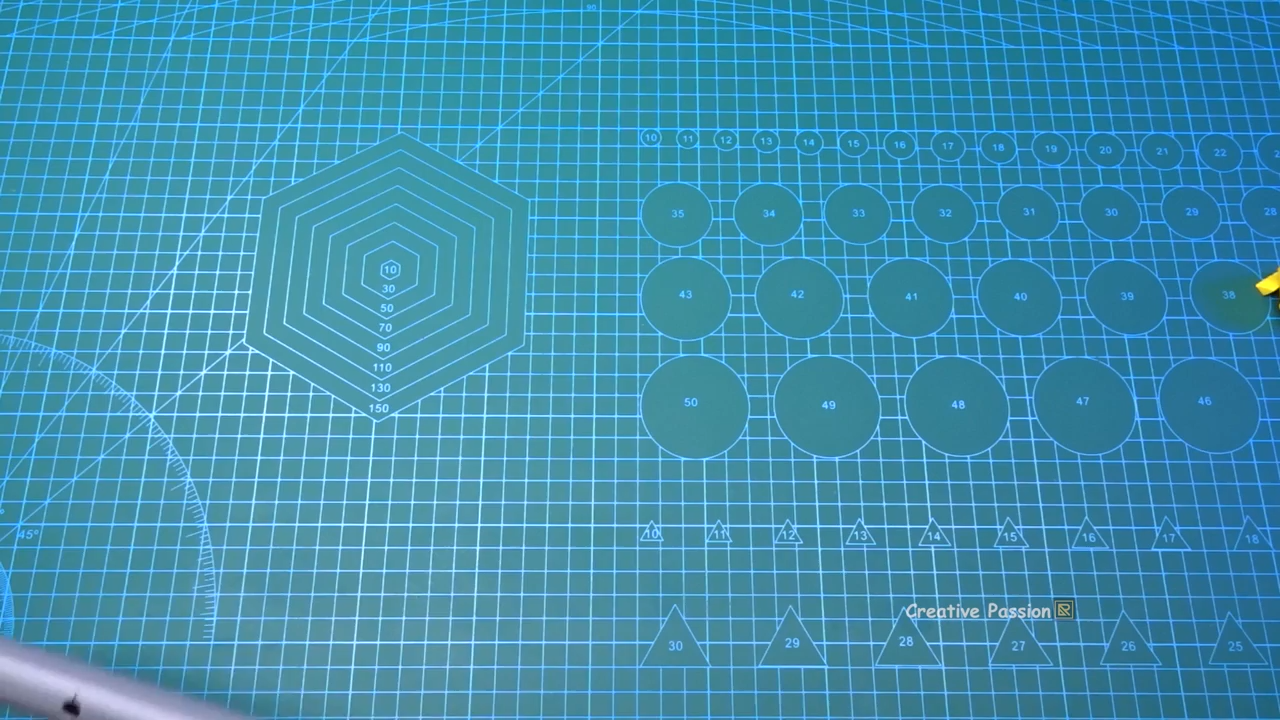 90
10 11 12 13 14 15 16 17 18 19 20 21 22
35 34 33 32 31 30 29 28
10
30
50
70
90
110
130
150
43 42 41 40 39 38
50 49 48 47 46
45°
10 11 12 13 14 15 16 17 18
Creative Passion
30 29 28 27 26 25